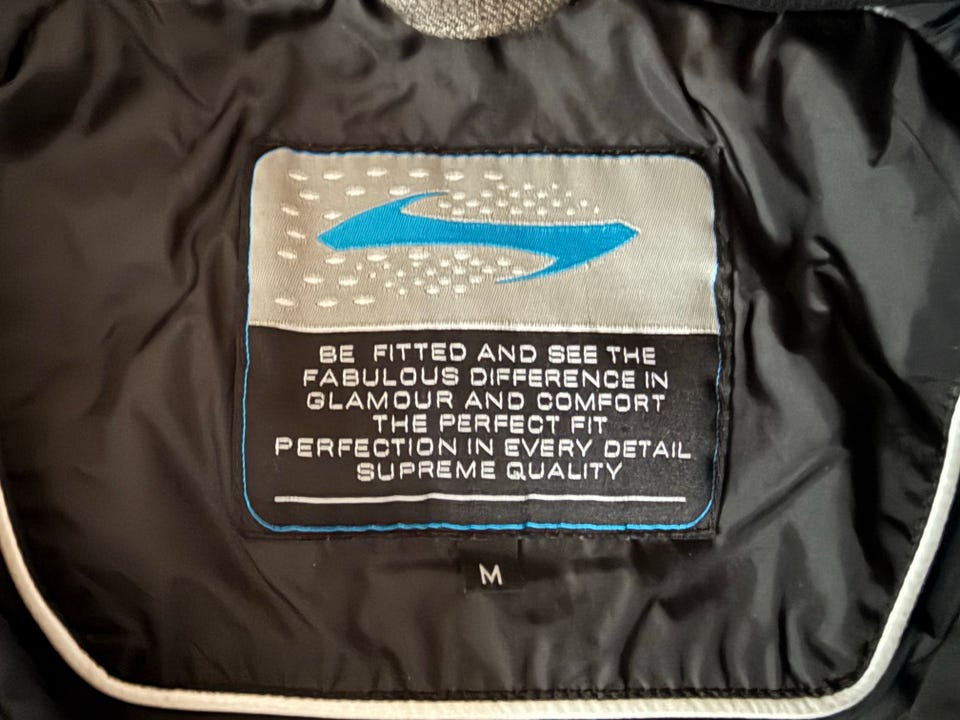 BE FITTED AND SEE THE
FABULOUS DIFFERENCE IN
GLAMOUR AND COMFORT
THE PERFECT FIT
PERFECTION IN EVERY DETAIL
SUPREME QUALITY
M